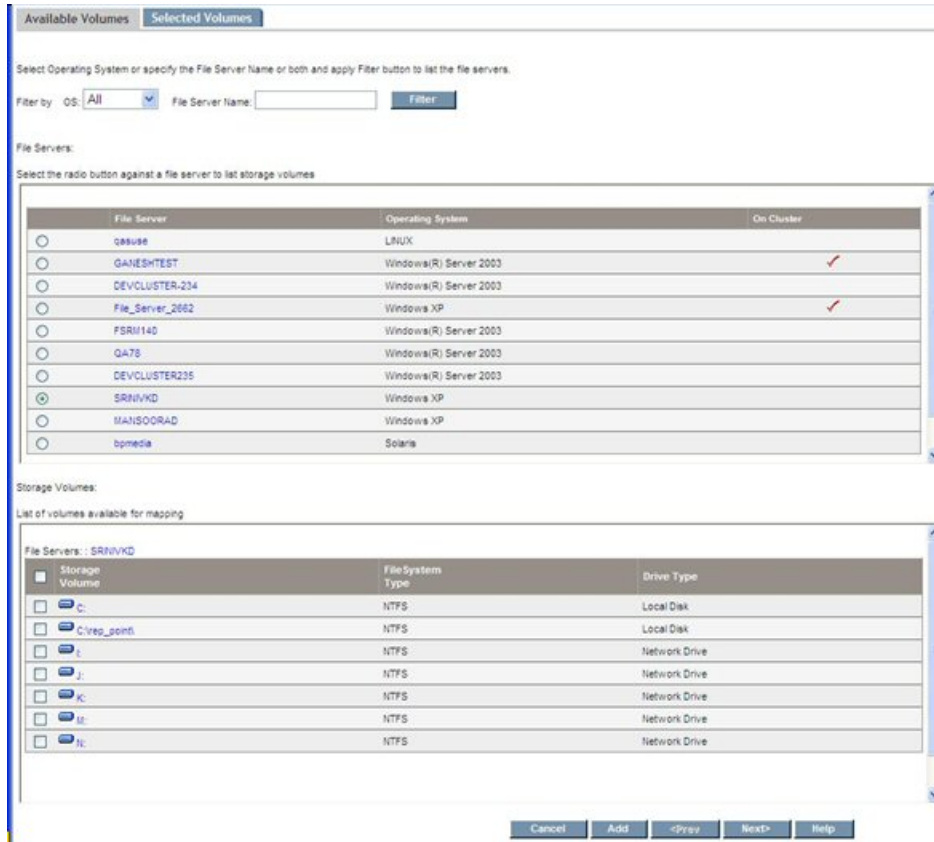 Available Volumes Selected Volumes
Select Operating System or specify the File Server Name or both and apply Filter button to list the file servers.
Filter by OS: All File Server Name: Filter
File Servers:
Select the radio button against a file server to list storage volumes
File Server Operating System On Cluster
qasuse LINUX
GANESHTEST Windows(R) Server 2003
DEVCLUSTER-234 Windows(R) Server 2003
File_Server_2662 Windows XP
FSRM140 Windows(R) Server 2003
QA78 Windows(R) Server 2003
DEVCLUSTER235 Windows(R) Server 2003
SRINIVKD Windows XP
MANSOORAD Windows XP
bpmedia Solaris
Storage Volumes:
List of volumes available for mapping
File Servers: : SRINIVKD
Storage Volume FileSystem Type Drive Type
C: NTFS Local Disk
C:\rep_point\ NTFS Local Disk
I: NTFS Network Drive
J: NTFS Network Drive
K: NTFS Network Drive
M: NTFS Network Drive
N: NTFS Network Drive
Cancel Add <Prev Next> Help